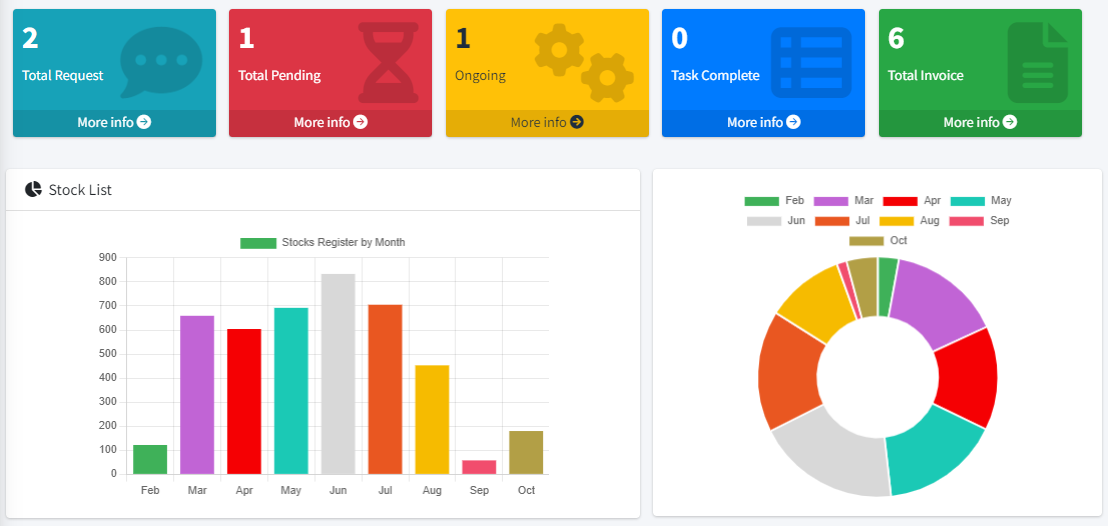 2
Total Request
More info
1
Total Pending
More info
1
Ongoing
More info
0
Task Complete
More info
6
Total Invoice
More info
Stock List
Stocks Register by Month
900
800
700
600
500
400
300
200
100
0
Feb Mar Apr May Jun Jul Aug Sep Oct
Feb Mar Apr May
Jun Jul Aug Sep
Oct